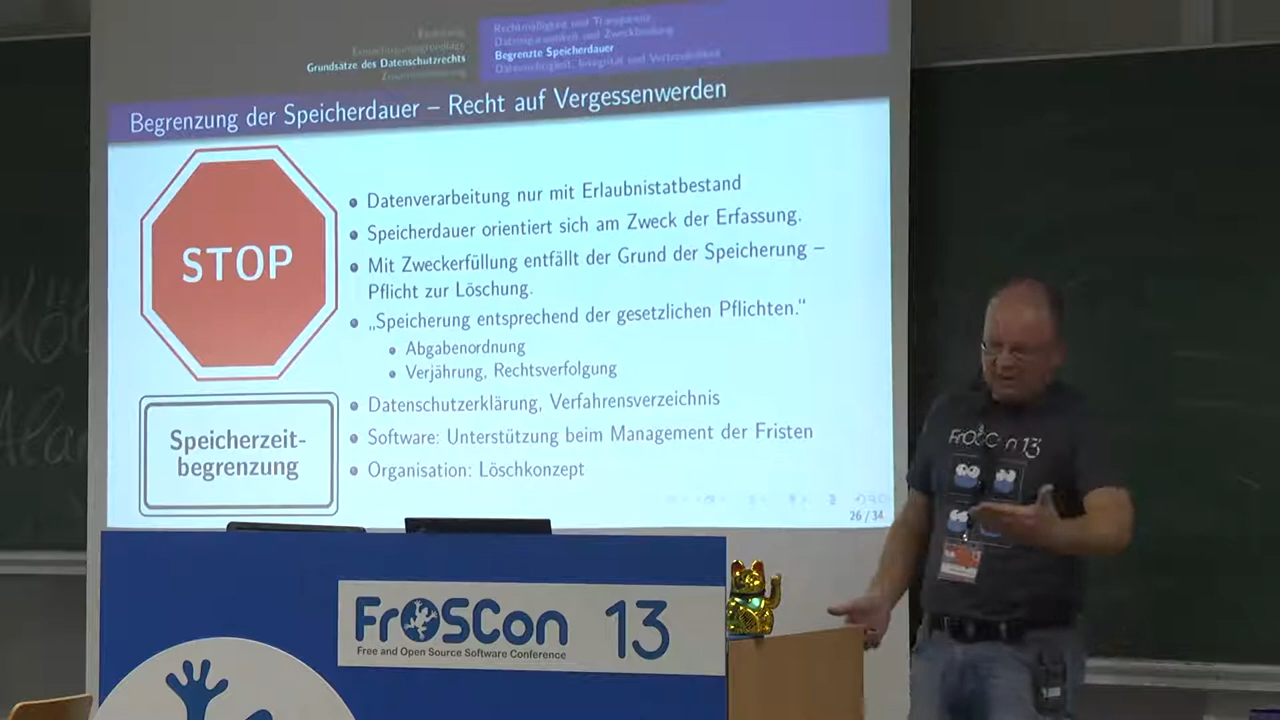 Rechtmäßigkeit und Transparenz
Datensparsamkeit und Zweckbindung
Begrenzte Speicherdauer
Datenrichtigkeit, Integrität und Vertraulichkeit
Grundsätze des Datenschutzrechts
Begrenzung der Speicherdauer – Recht auf Vergessenwerden
STOP
Speicherzeit-
begrenzung
Datenverarbeitung nur mit Erlaubnistatbestand
Speicherdauer orientiert sich am Zweck der Erfassung.
Mit Zweckerfüllung entfällt der Grund der Speicherung –
Pflicht zur Löschung.
„Speicherung entsprechend der gesetzlichen Pflichten.“
Abgabenordnung
Verjährung, Rechtsverfolgung
Datenschutzerklärung, Verfahrensverzeichnis
Software: Unterstützung beim Management der Fristen
Organisation: Löschkonzept
26 / 34
FrOSCon 13
Free and Open Source Software Conference
FrOSCon 13